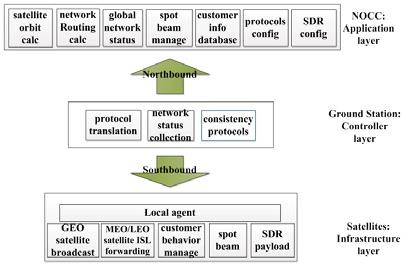 satellite
orbit
calc
network
Routing
calc
global
network
status
spot
beam
manage
customer
info
database
protocols
config
SDR
config
NOCC:
Application
layer
Northbound
protocol
translation
network
status
collection
consistency
protocols
Ground Station:
Controller
layer
Southbound
Local agent
GEO
satellite
broadcast
MEO/LEO
satellite ISL
forwarding
customer
behavior
manage
spot
beam
SDR
payload
Satellites:
Infrastructure
layer